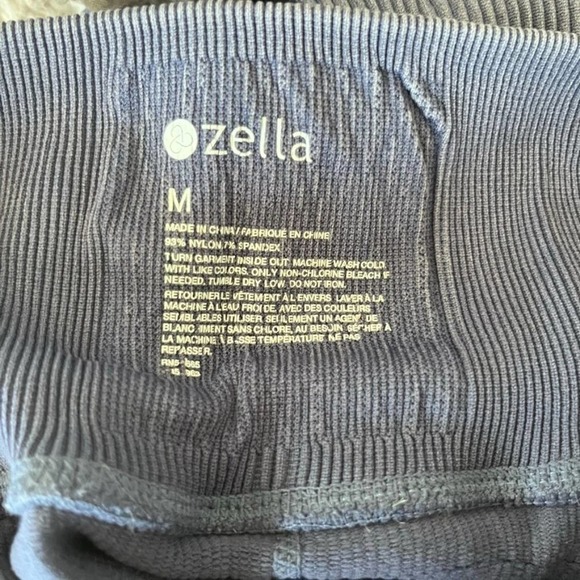 zella
M
MADE IN CHINA / FABRIQUÉ EN CHINE
93% NYLON 7% SPANDEX
TURN GARMENT INSIDE OUT. MACHINE WASH COLD
WITH LIKE COLORS. ONLY NON-CHLORINE BLEACH IF
NEEDED, TUMBLE DRY LOW. DO NOT IRON.
RETOURNER LE VÊTEMENT À L'ENVERS. LAVER À LA
MACHINE À L'EAU FROIDE, AVEC DES COULEURS
SEMBLABLES UTILISER, SEULEMENT UN AGENT DE
BLANCHIMENT SANS CHLORE, AU BESOIN. SÉCHER À
LA MACHINE À BASSE TEMPÉRATURE NE PAS
REPASSER.